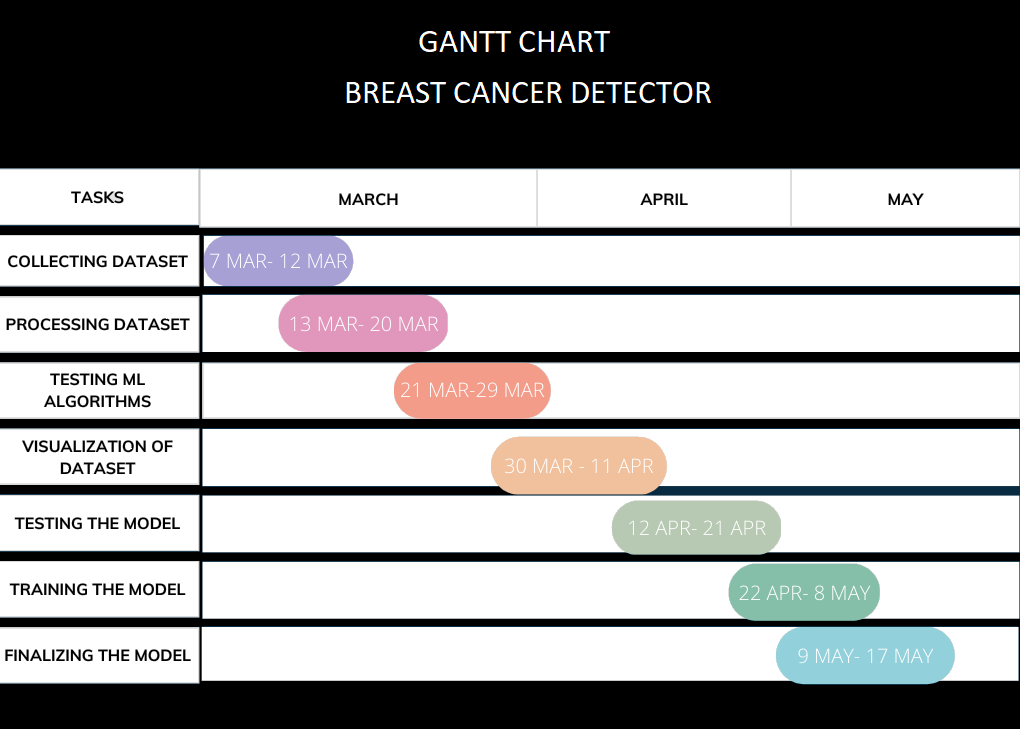 GANTT CHART
BREAST CANCER DETECTOR
TASKS
MARCH
APRIL
MAY
COLLECTING DATASET
7 MAR- 12 MAR
PROCESSING DATASET
13 MAR- 20 MAR
TESTING ML
ALGORITHMS
21 MAR-29 MAR
VISUALIZATION OF
DATASET
30 MAR - 11 APR
TESTING THE MODEL
12 APR- 21 APR
TRAINING THE MODEL
22 APR- 8 MAY
FINALIZING THE MODEL
9 MAY- 17 MAY